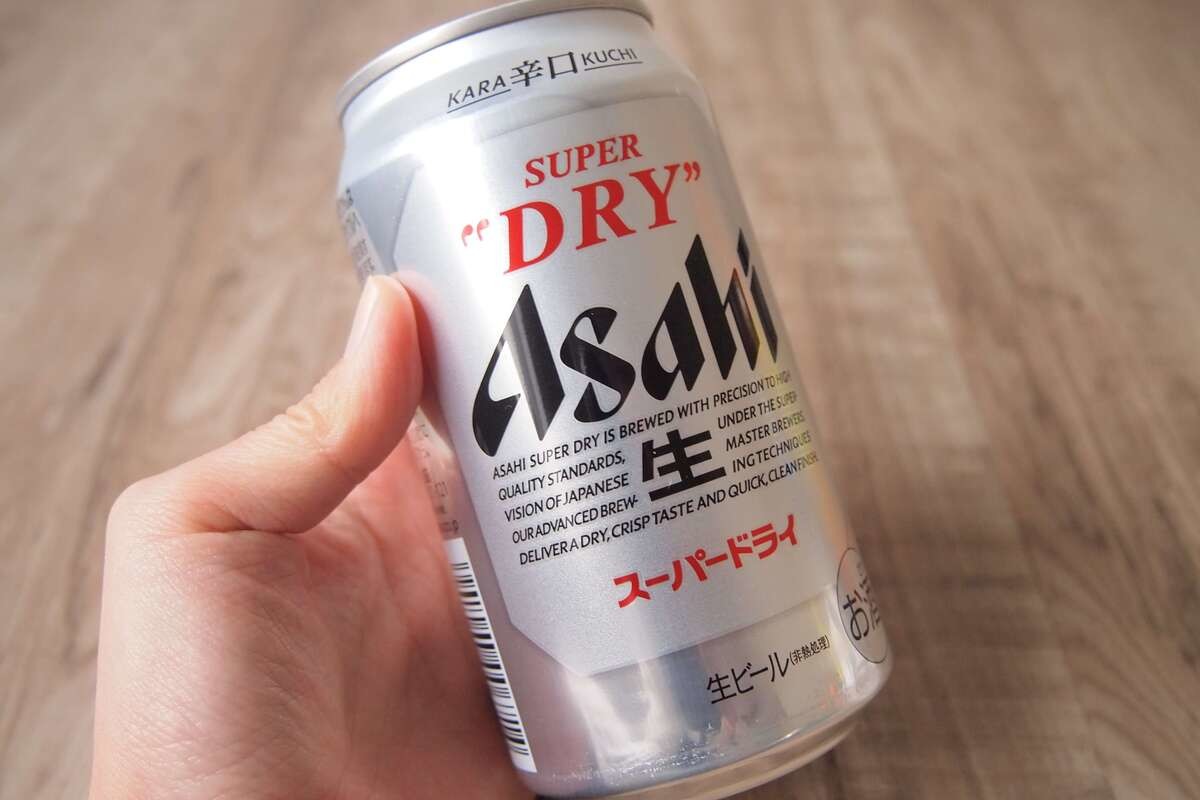 KARA 辛口 KUCHI
SUPER
“DRY”
Asahi
ASAHI SUPER DRY IS BREWED WITH PRECISION TO HIGH
QUALITY STANDARDS, UNDER THE SUPER-
VISION OF JAPANESE MASTER BREWERS.
OUR ADVANCED BREW- ING TECHNIQUES
DELIVER A DRY, CRISP TASTE AND QUICK, CLEAN FINISH.
生
スーパードライ
生ビール(非熱処理)